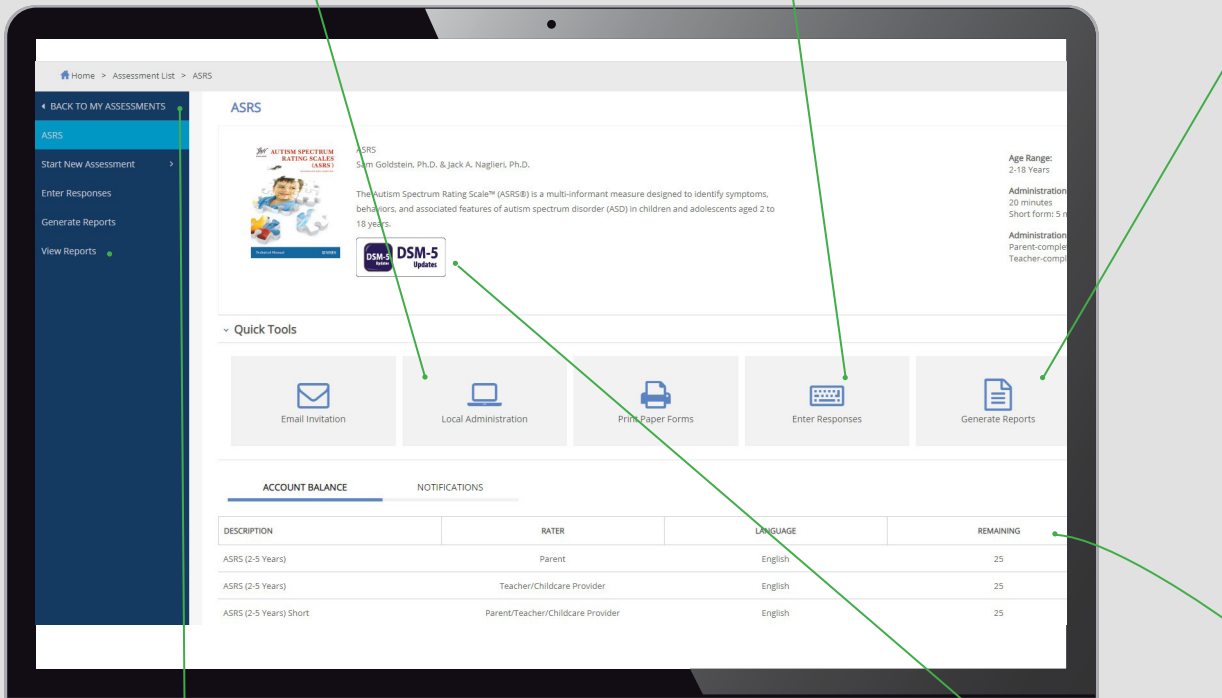 Home > Assessment List > ASRS
BACK TO MY ASSESSMENTS
ASRS
Start New Assessment >
Enter Responses
Generate Reports
View Reports
ASRS
AUTISM SPECTRUM
RATING SCALES
(ASRS)
ASRS
Sam Goldstein, Ph.D. & Jack A. Naglieri, Ph.D.
The Autism Spectrum Rating Scale™ (ASRS®) is a multi-informant measure designed to identify symptoms,
behaviors, and associated features of autism spectrum disorder (ASD) in children and adolescents aged 2 to
18 years.
DSM-5
Updates
DSM-5
Updates
Age Range:
2-18 Years
Administration
20 minutes
Short form: 5 m
Administration
Parent-comple
Teacher-compl
Quick Tools
Email Invitation
Local Administration
Print Paper Forms
Enter Responses
Generate Reports
ACCOUNT BALANCE NOTIFICATIONS
DESCRIPTION RATER LANGUAGE REMAINING
ASRS (2-5 Years) Parent English 25
ASRS (2-5 Years) Teacher/Childcare Provider English 25
ASRS (2-5 Years) Short Parent/Teacher/Childcare Provider English 25